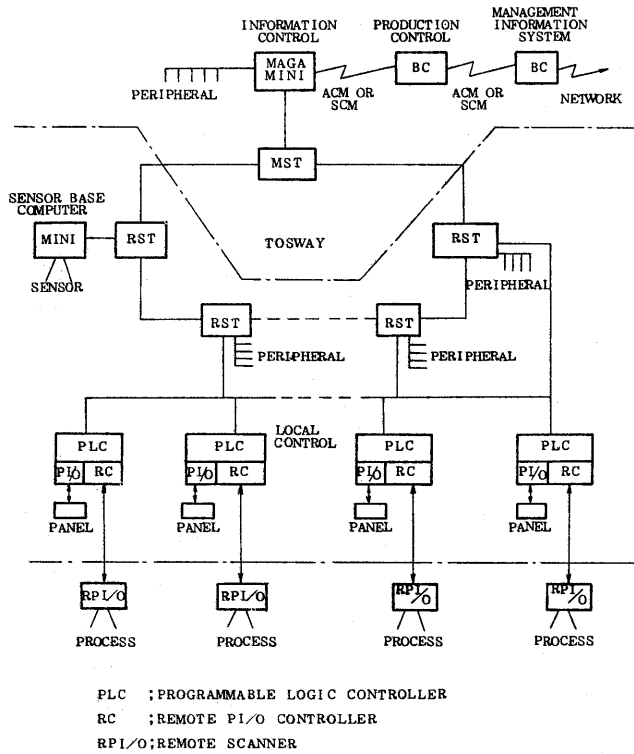 INFORMATION CONTROL
PRODUCTION CONTROL
MANAGEMENT INFORMATION SYSTEM
MAGA MINI
BC
BC
PERIPHERAL
ACM OR SCM
ACM OR SCM
NETWORK
MST
SENSOR BASE COMPUTER
MINI
RST
TOSWAY
RST
SENSOR
PERIPHERAL
RST
RST
PERIPHERAL
PERIPHERAL
LOCAL CONTROL
PLC
PLC
PLC
PLC
PI/O RC
PI/O RC
PI/O RC
PI/O RC
PANEL
PANEL
PANEL
PANEL
RPI/O
RPI/O
RPI/O
RPI/O
PROCESS
PROCESS
PROCESS
PROCESS
PLC ;PROGRAMMABLE LOGIC CONTROLLER
RC ;REMOTE PI/O CONTROLLER
RPI/O;REMOTE SCANNER